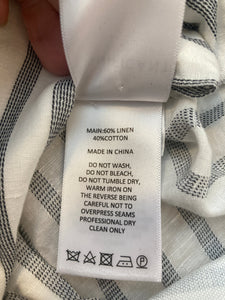 MAIN:60% LINEN
40%COTTON
MADE IN CHINA
DO NOT WASH,
DO NOT BLEACH,
DO NOT TUMBLE DRY,
WARM IRON ON
THE REVERSE BEING
CAREFUL NOT TO
OVERPRESS SEAMS
PROFESSIONAL DRY
CLEAN ONLY